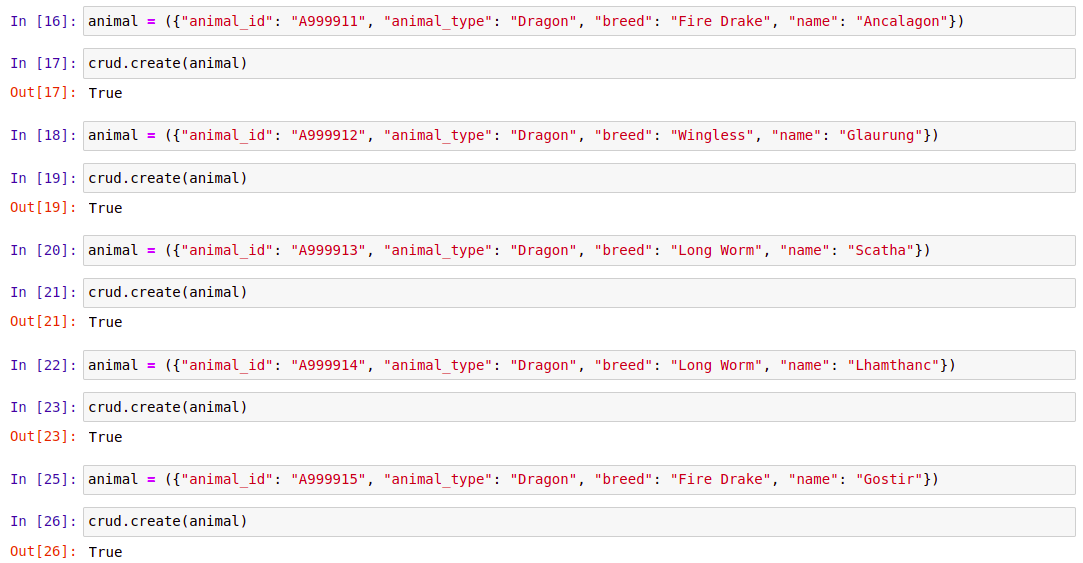 In [16]: animal = ({"animal_id": "A999911", "animal_type": "Dragon", "breed": "Fire Drake", "name": "Ancalagon"})
In [17]: crud.create(animal)
Out[17]: True
In [18]: animal = ({"animal_id": "A999912", "animal_type": "Dragon", "breed": "Wingless", "name": "Glaurung"})
In [19]: crud.create(animal)
Out[19]: True
In [20]: animal = ({"animal_id": "A999913", "animal_type": "Dragon", "breed": "Long Worm", "name": "Scatha"})
In [21]: crud.create(animal)
Out[21]: True
In [22]: animal = ({"animal_id": "A999914", "animal_type": "Dragon", "breed": "Long Worm", "name": "Lhamthanc"})
In [23]: crud.create(animal)
Out[23]: True
In [25]: animal = ({"animal_id": "A999915", "animal_type": "Dragon", "breed": "Fire Drake", "name": "Gostir"})
In [26]: crud.create(animal)
Out[26]: True